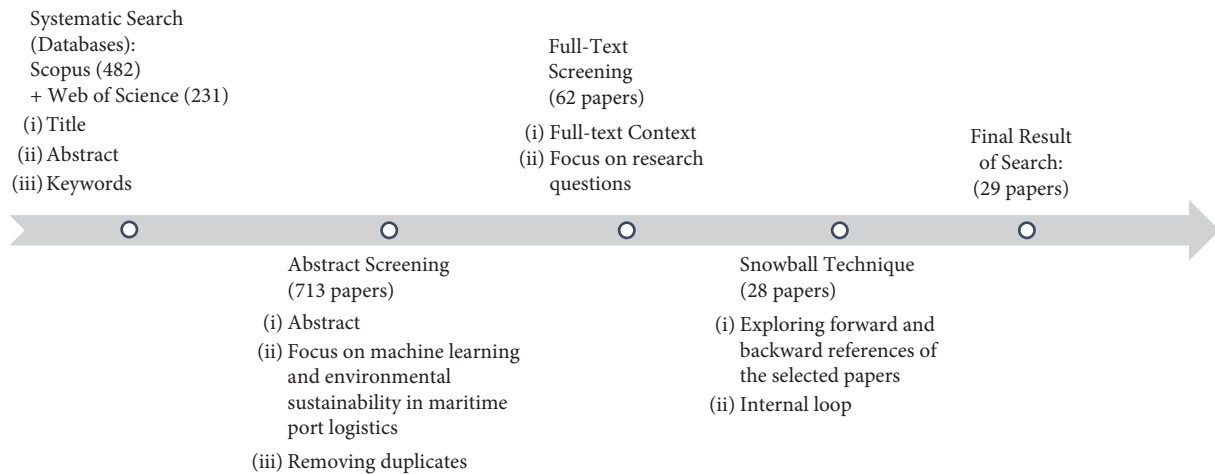 Systematic Search
(Databases):
Scopus (482)
+ Web of Science (231)
(i) Title
(ii) Abstract
(iii) Keywords
Abstract Screening
(713 papers)
(i) Abstract
(ii) Focus on machine learning
and environmental
sustainability in maritime
port logistics
(iii) Removing duplicates
Full-Text
Screening
(62 papers)
(i) Full-text Context
(ii) Focus on research
questions
Snowball Technique
(28 papers)
(i) Exploring forward and
backward references of
the selected papers
(ii) Internal loop
Final Result
of Search:
(29 papers)